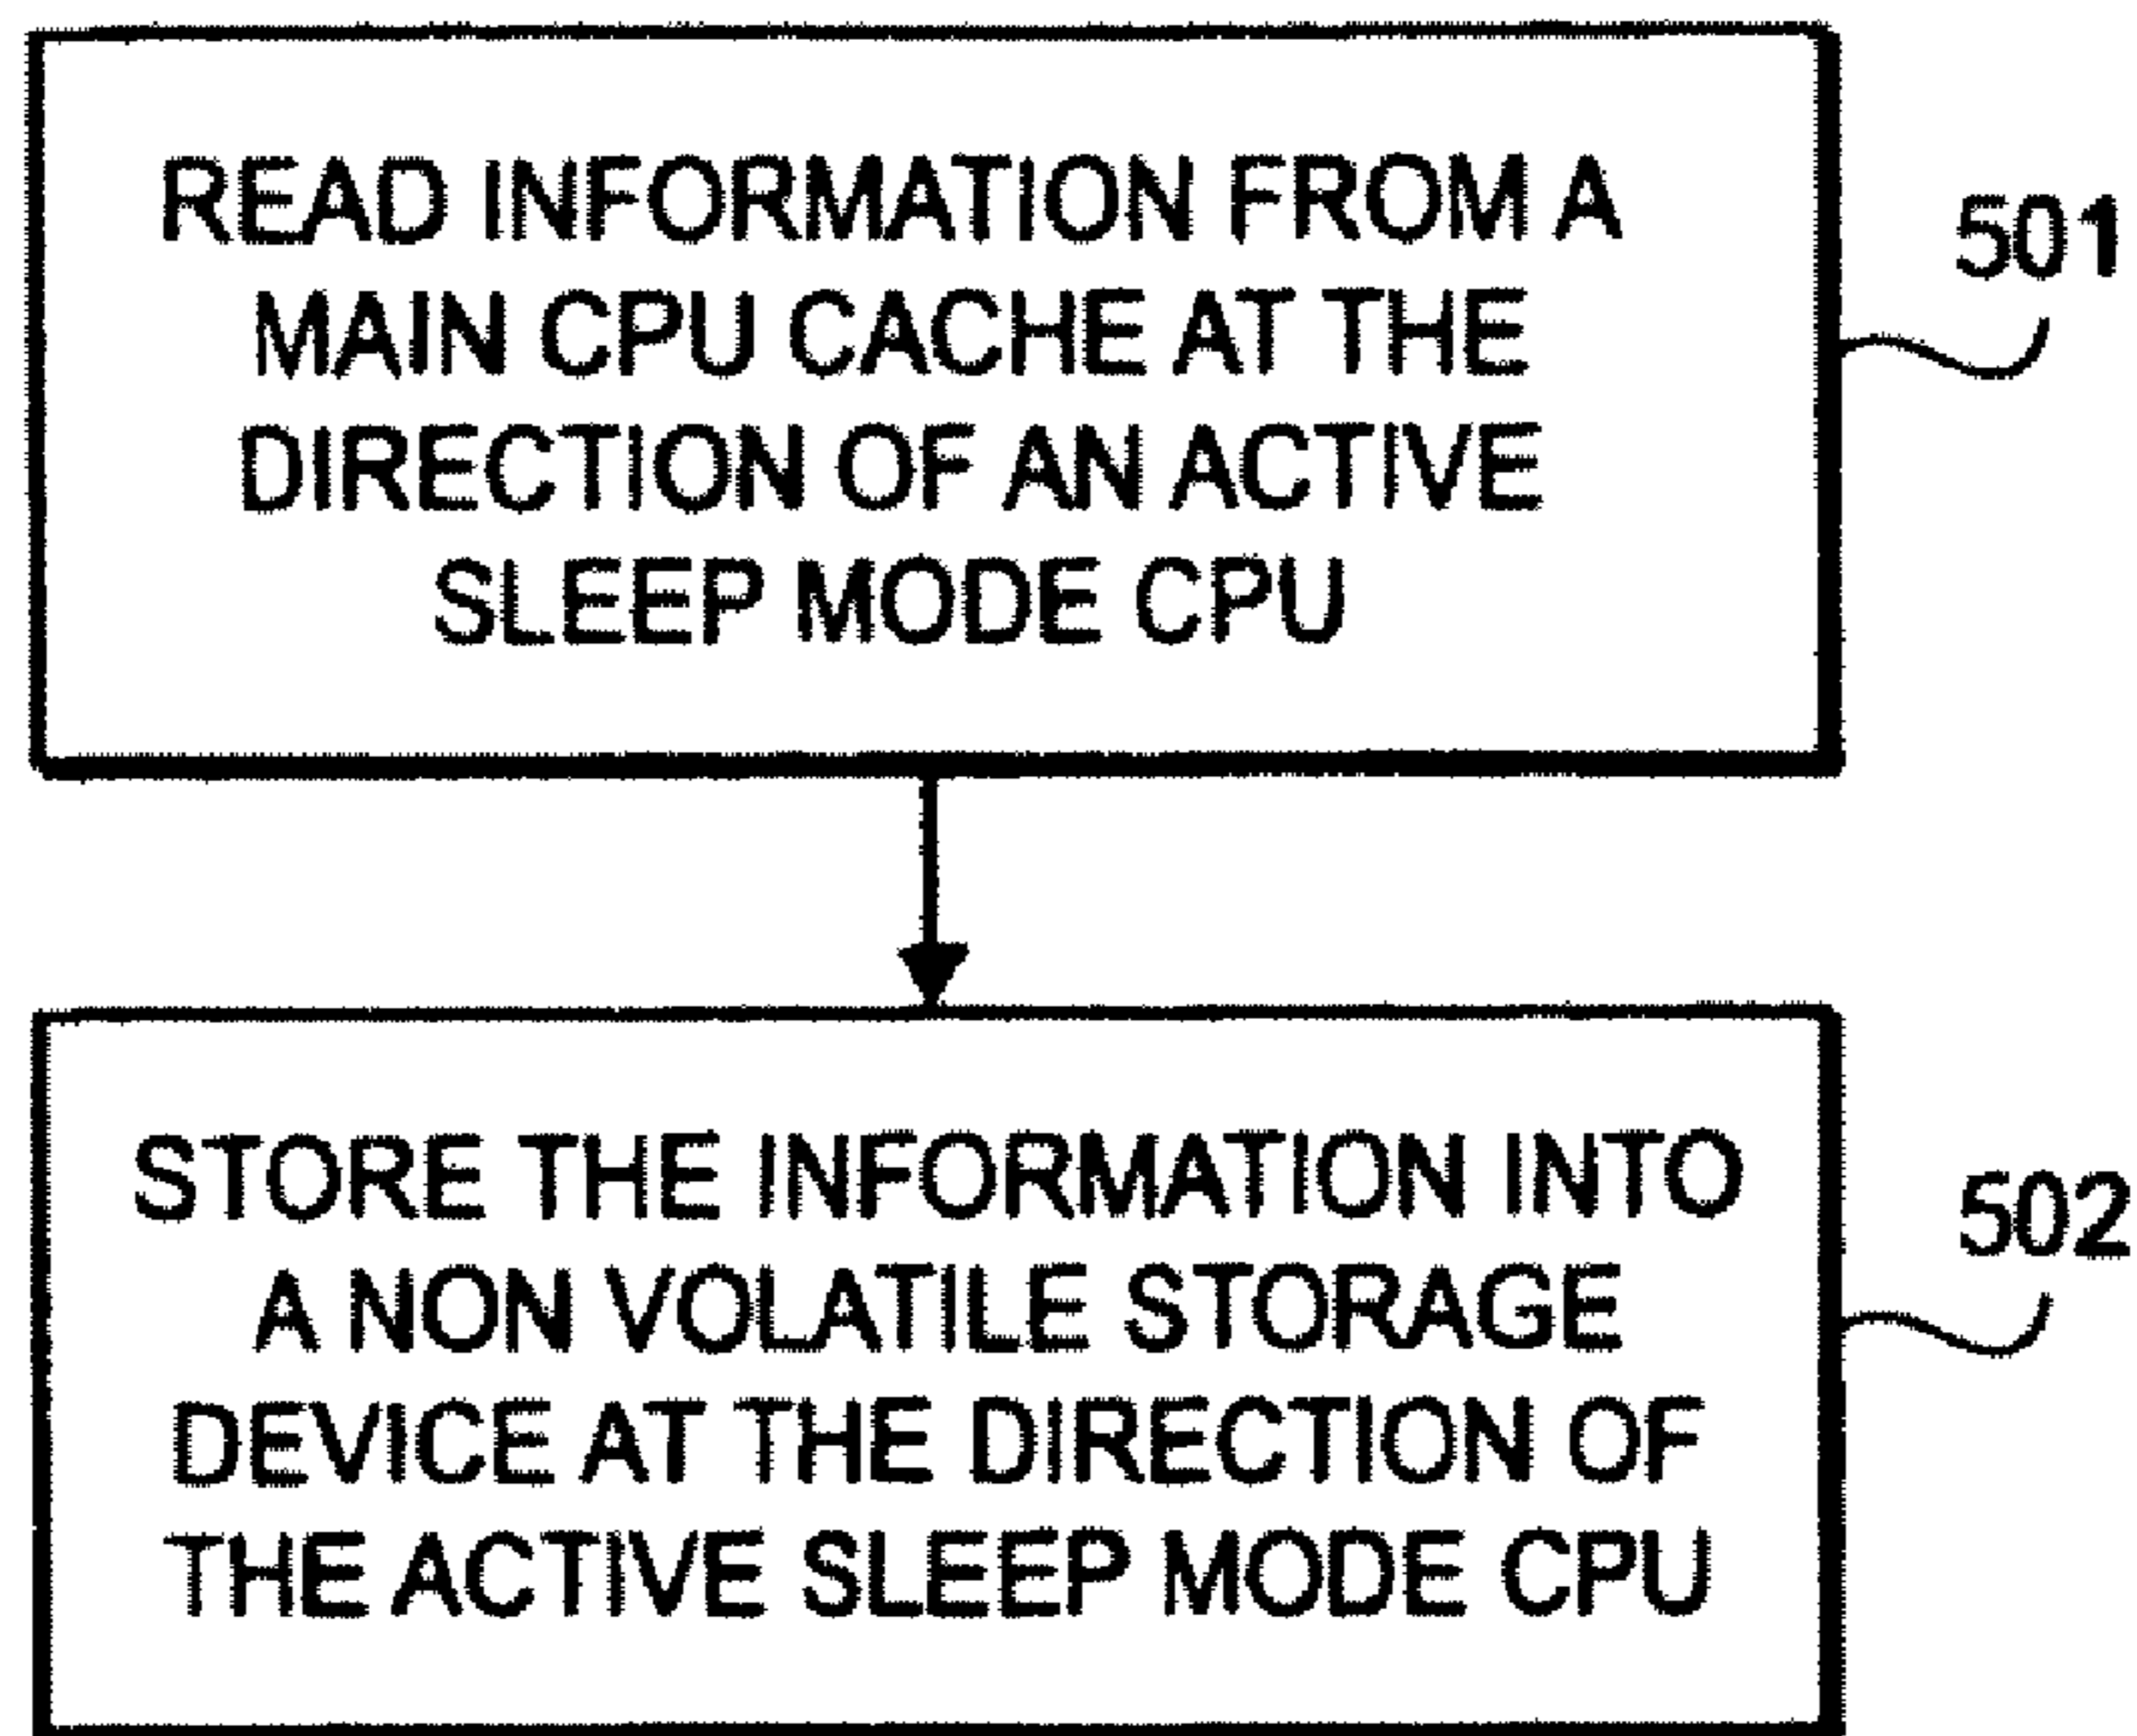 READ INFORMATION FROM A
MAIN CPU CACHE AT THE
DIRECTION OF AN ACTIVE
SLEEP MODE CPU
501
STORE THE INFORMATION INTO
A NON VOLATILE STORAGE
DEVICE AT THE DIRECTION OF
THE ACTIVE SLEEP MODE CPU
502